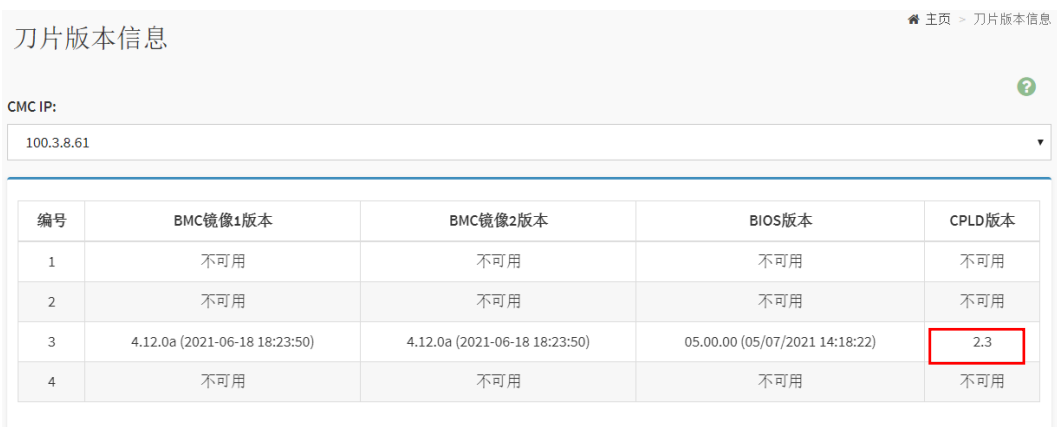 主页 > 刀片版本信息
刀片版本信息
CMC IP:
100.3.8.61
编号 BMC镜像1版本 BMC镜像2版本 BIOS版本 CPLD版本
1 不可用 不可用 不可用 不可用
2 不可用 不可用 不可用 不可用
3 4.12.0a (2021-06-18 18:23:50) 4.12.0a (2021-06-18 18:23:50) 05.00.00 (05/07/2021 14:18:22) 2.3
4 不可用 不可用 不可用 不可用